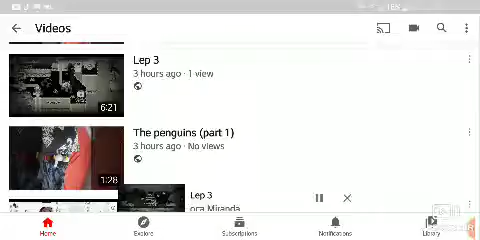 Videos
Lep 3
3 hours ago · 1 view
6:21
The penguins (part 1)
3 hours ago · No views
1:28
Lep 3
ora Miranda
Home
Explore
Subscriptions
Notifications
Library